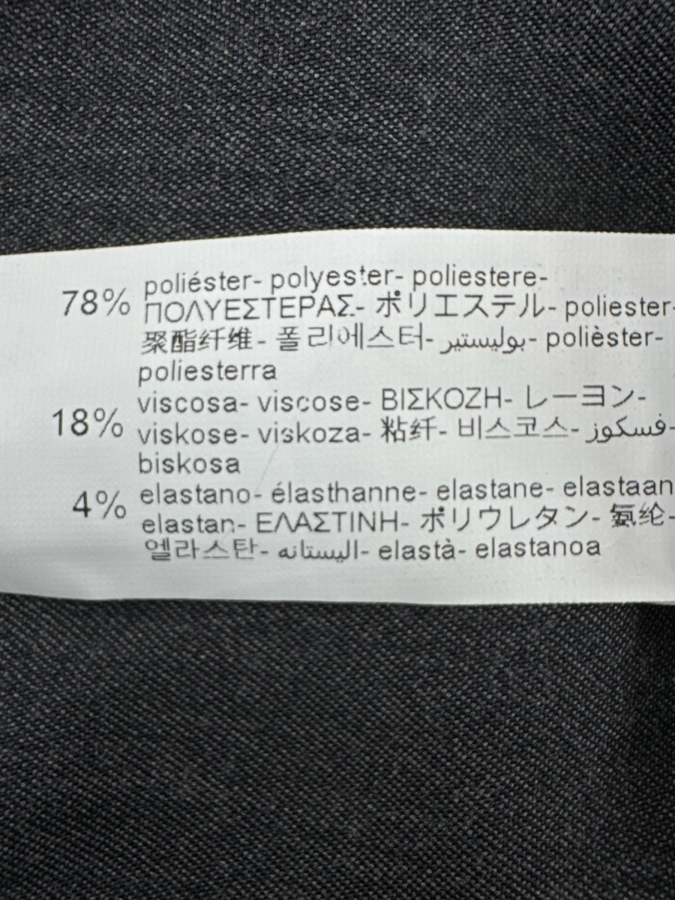 78% poliéster- polyester- poliestere-
ΠΟΛΥΕΣΤΕΡΑΣ- ポリエステル- poliester-
聚酯纤维- 폴리에스터- بوليستير- polièster-
poliesterra
18% viscosa- viscose- ΒΙΣΚΟΖΗ- レーヨン-
viskose- viskoza- 粘纤- 비스코스- فسكوز-
biskosa
4% elastano- élasthanne- elastane- elastaan
elastan- ΕΛΑΣΤΙΝΗ- ポリウレタン- 氨纶-
엘라스탄- اليستانه- elastà- elastanoa